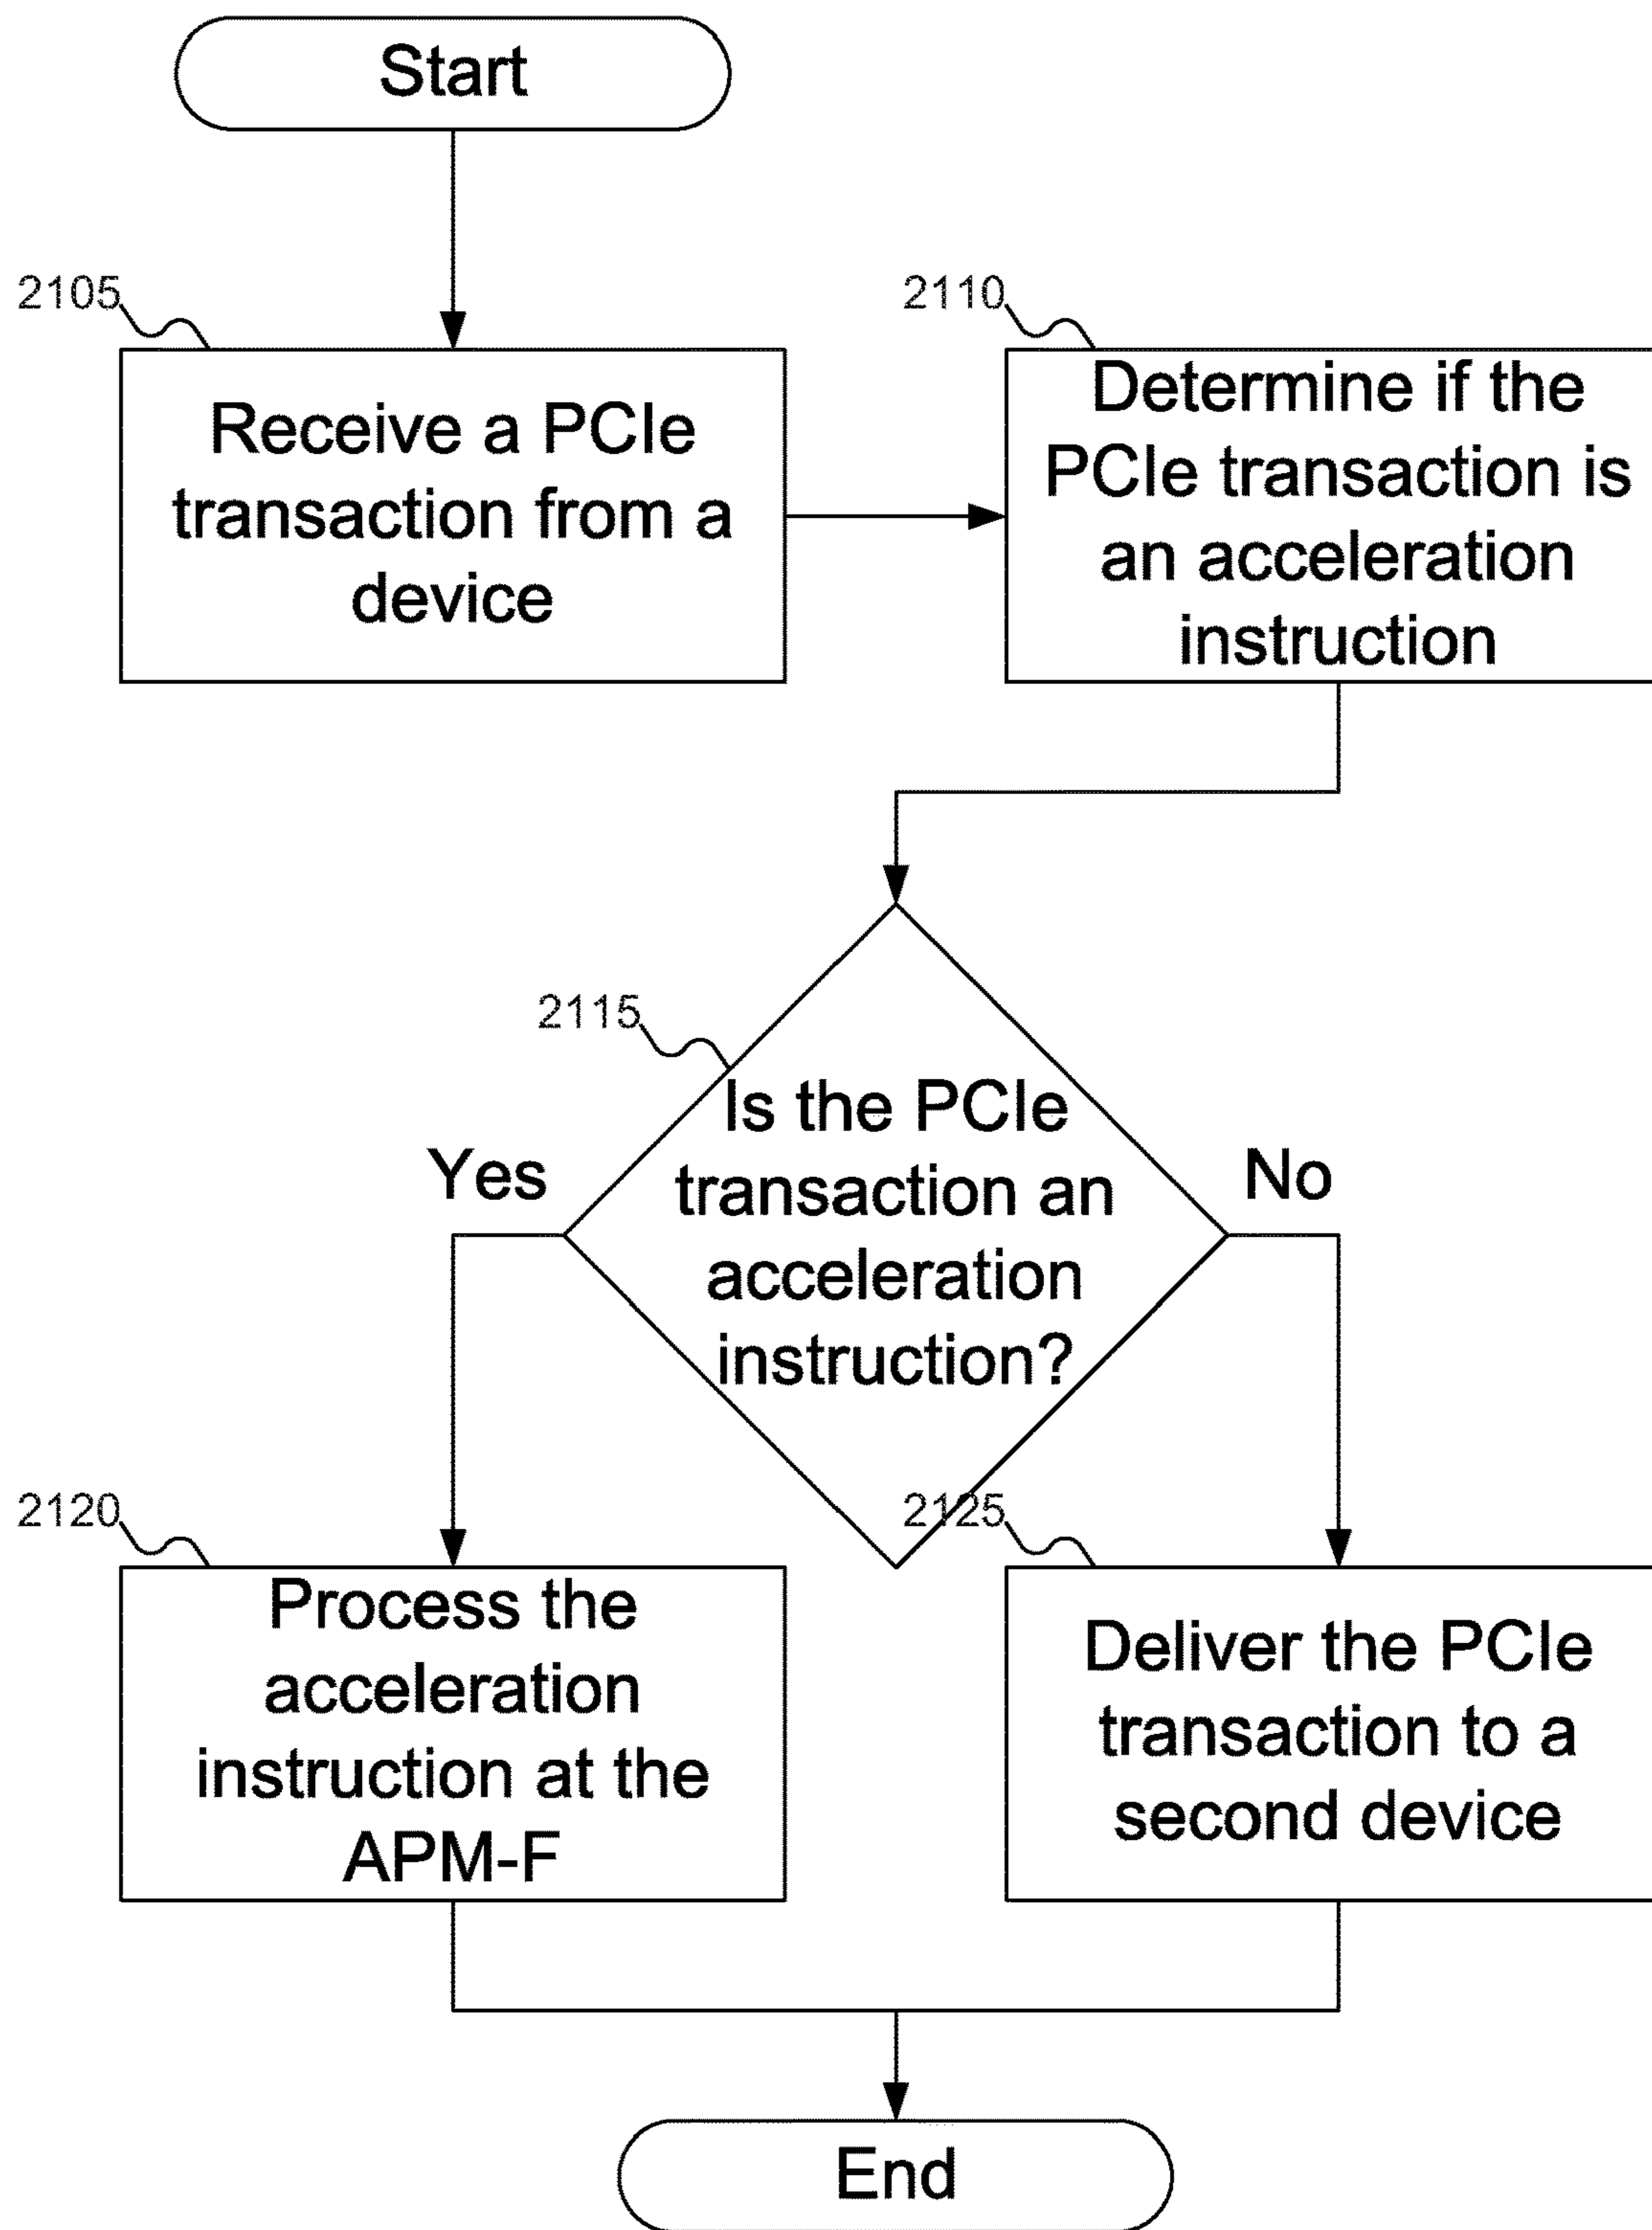 Start
2105
Receive a PCIe
transaction from a
device
2110
Determine if the
PCIe transaction is
an acceleration
instruction
2115
Is the PCIe
transaction an
acceleration
instruction?
Yes
No
2120
Process the
acceleration
instruction at the
APM-F
2125
Deliver the PCIe
transaction to a
second device
End